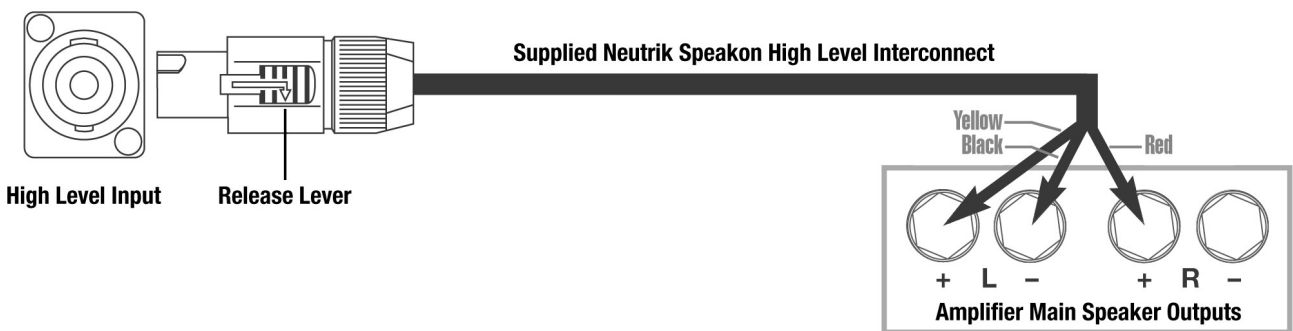 Supplied Neutrik Speakon High Level Interconnect
Yellow
Black
Red
High Level Input
Release Lever
+ L − + R −
Amplifier Main Speaker Outputs